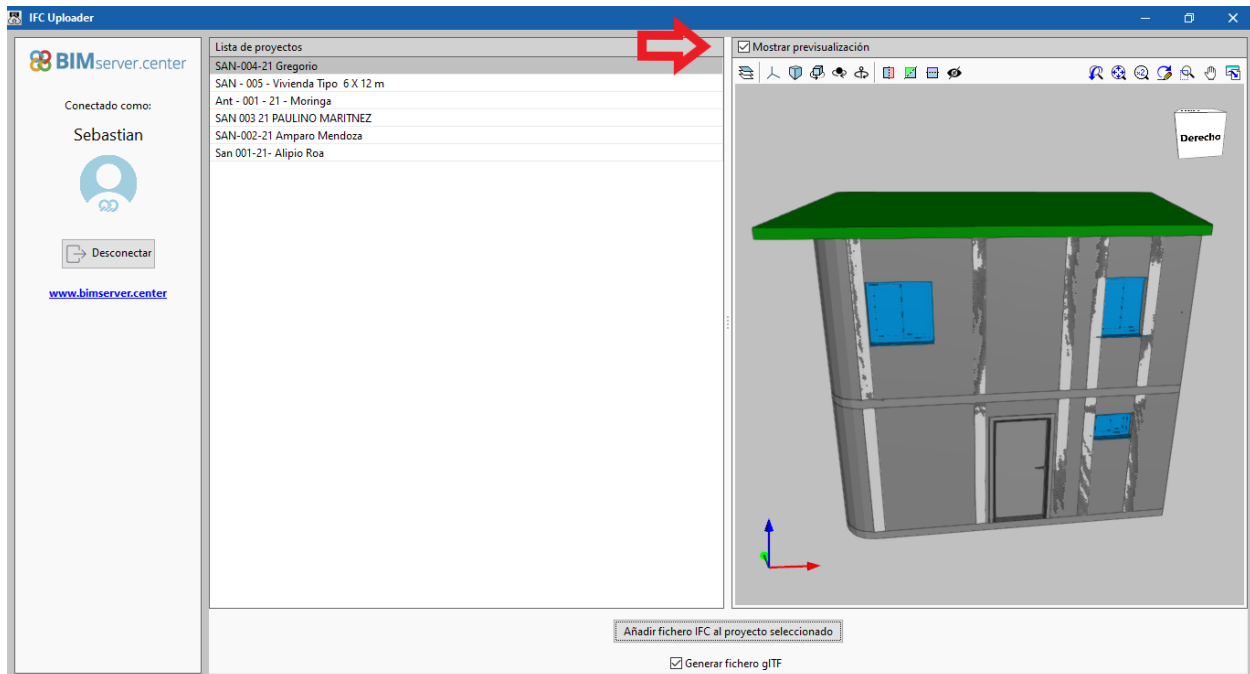 IFC Uploader
BIMserver.center
Conectado como:
Sebastian
Desconectar
www.bimserver.center
Lista de proyectos
SAN-004-21 Gregorio
SAN - 005 - Vivienda Tipo 6 X 12 m
Ant - 001 - 21 - Moringa
SAN 003 21 PAULINO MARITNEZ
SAN-002-21 Amparo Mendoza
San 001-21- Alipio Roa
Mostrar previsualización
Derecho
Añadir fichero IFC al proyecto seleccionado
Generar fichero glTF